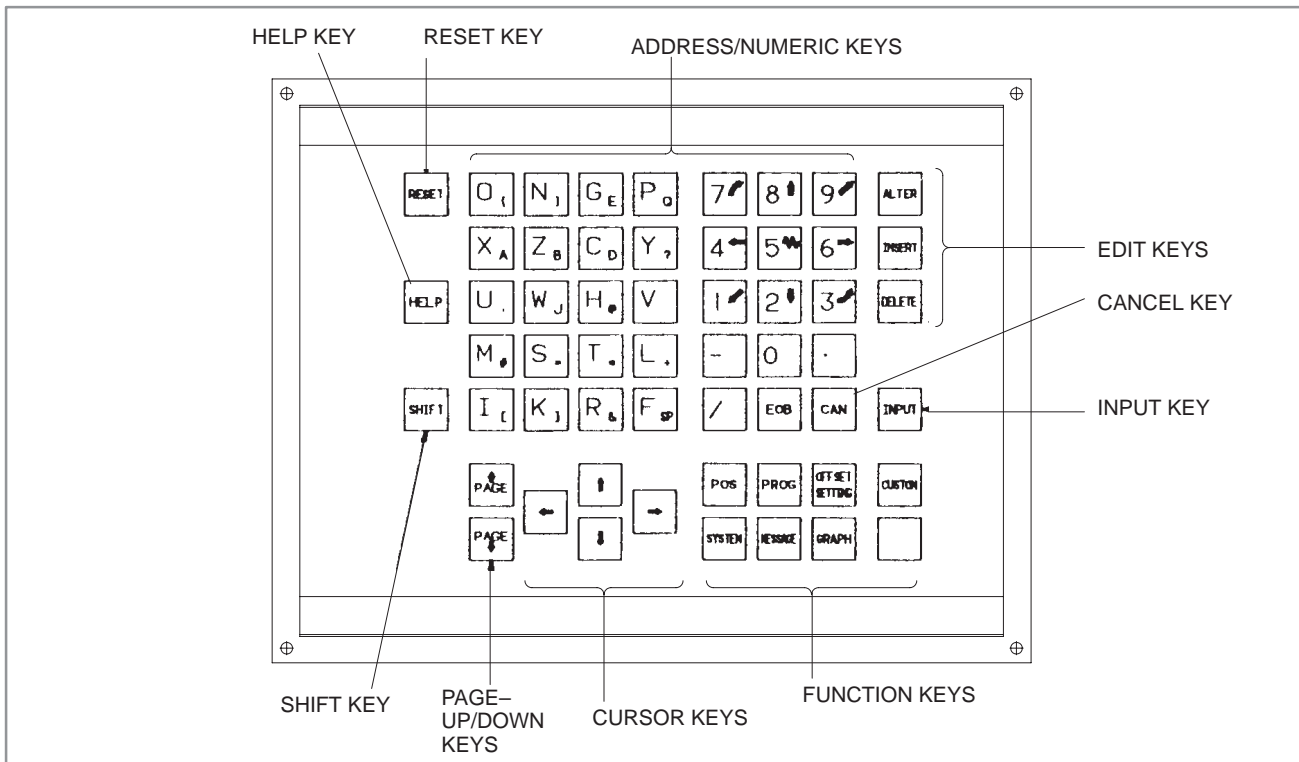 HELP KEY
RESET KEY
ADDRESS/NUMERIC KEYS
RESET O ( N ) G E P Q 7 8 9 ALTER
X A Z B C D Y ? 4 5 6 INSERT
EDIT KEYS
CANCEL KEY
HELP U , W J H V 1 2 3 DELETE
M # S = T L + - 0 .
SHIFT I [ K ] R & F SP / EOB CAN INPUT
INPUT KEY
PAGE POS PROG OFFSET SETTING CUSTOM
PAGE SYSTEM MESSAGE GRAPH
SHIFT KEY
PAGE–
UP/DOWN
KEYS
CURSOR KEYS
FUNCTION KEYS